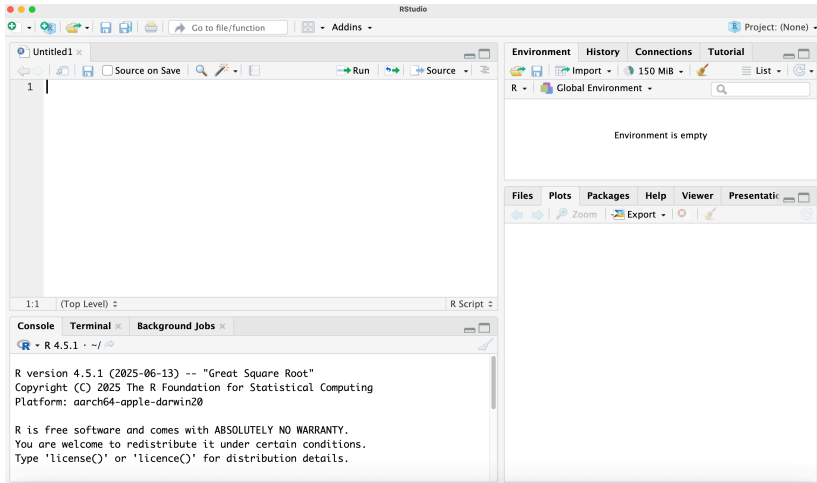 RStudio
Go to file/function
Addins
Project: (None)
Untitled1
Source on Save
Run
Source
1
1:1
(Top Level)
R Script
Console
Terminal
Background Jobs
R 4.5.1 · ~/
R version 4.5.1 (2025-06-13) -- "Great Square Root"
Copyright (C) 2025 The R Foundation for Statistical Computing
Platform: aarch64-apple-darwin20
R is free software and comes with ABSOLUTELY NO WARRANTY.
You are welcome to redistribute it under certain conditions.
Type 'license()' or 'licence()' for distribution details.
Environment History Connections Tutorial
Import
150 MiB
List
R
Global Environment
Environment is empty
Files Plots Packages Help Viewer Presentatic
Zoom
Export